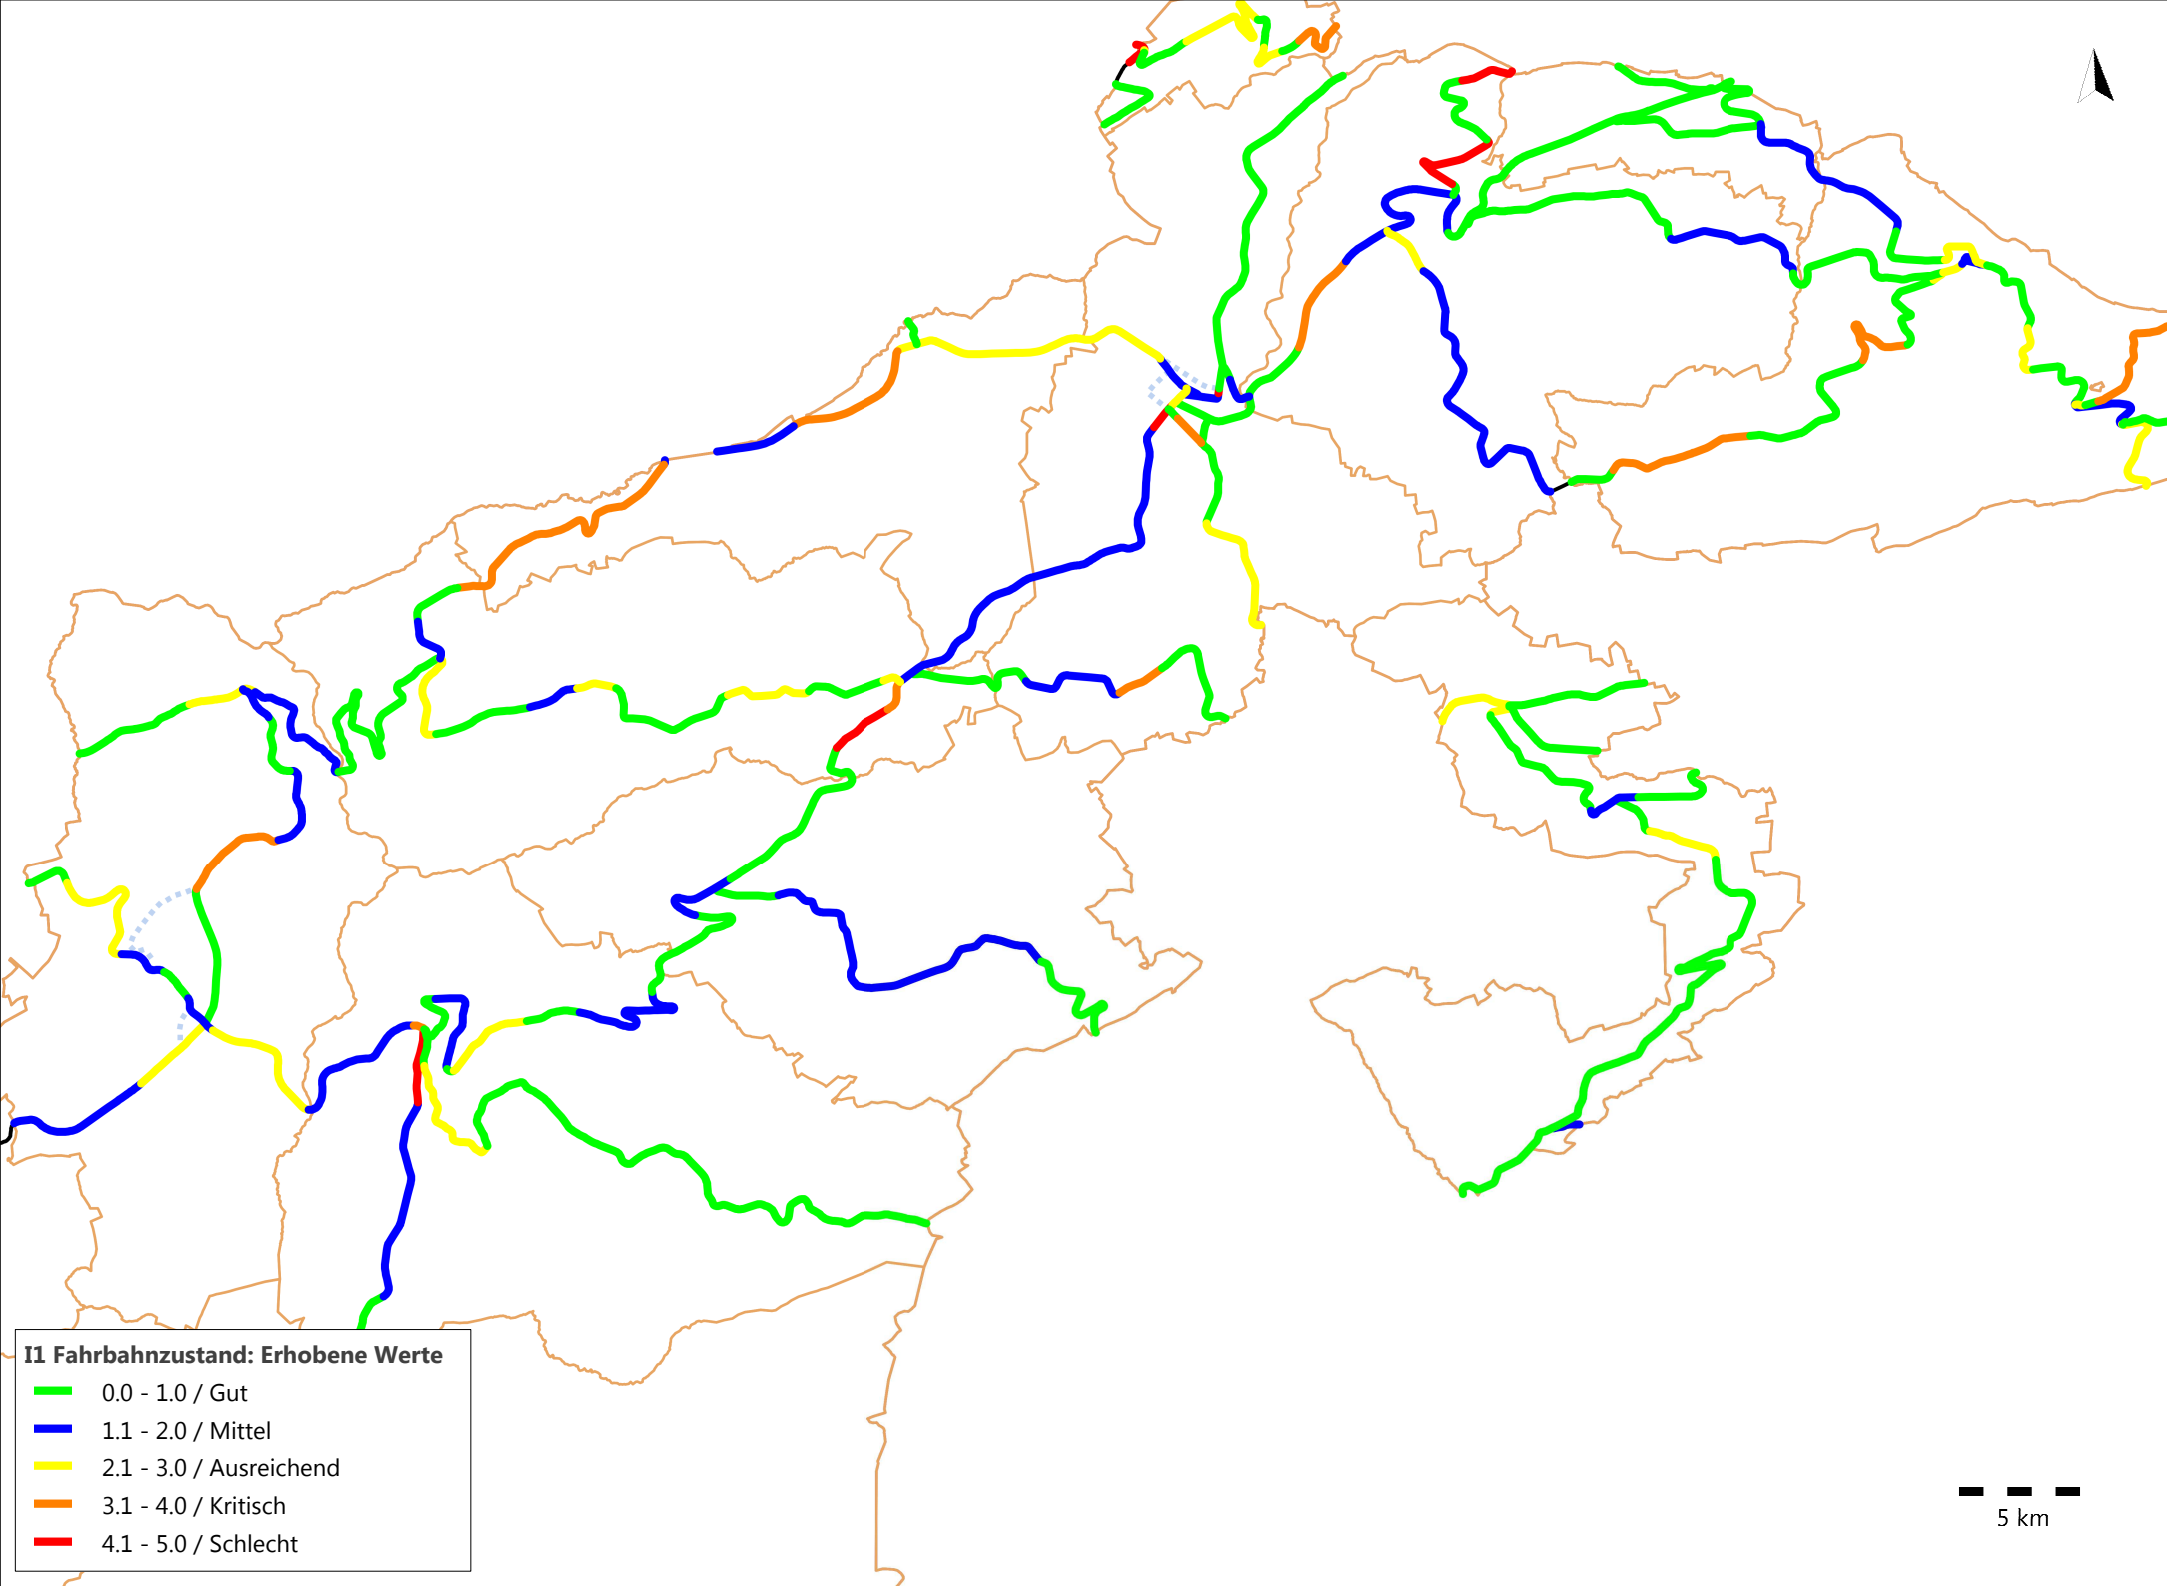 I1 Fahrbahnzustand: Erhobene Werte
0.0 - 1.0 / Gut
1.1 - 2.0 / Mittel
2.1 - 3.0 / Ausreichend
3.1 - 4.0 / Kritisch
4.1 - 5.0 / Schlecht
5 km